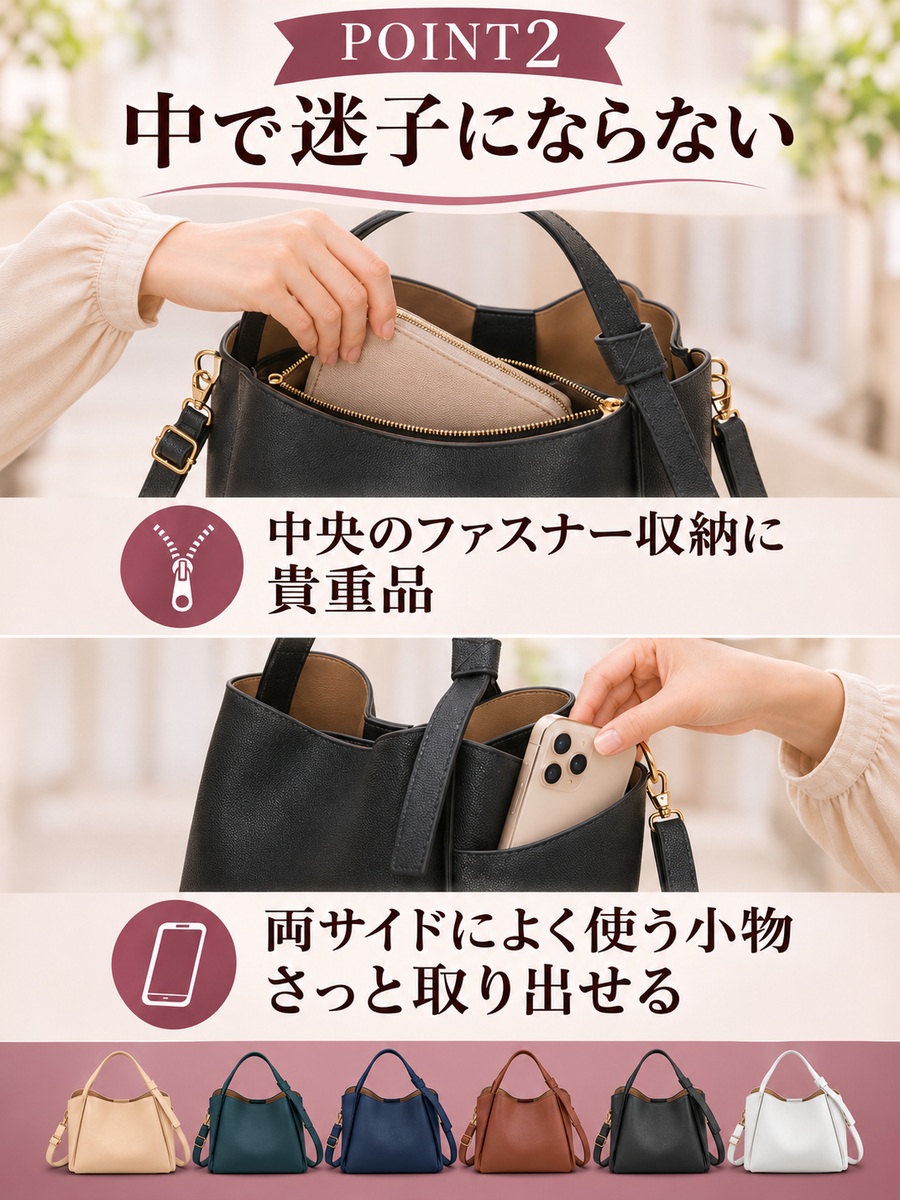 POINT2
中で迷子にならない
中央のファスナー収納に
貴重品
両サイドによく使う小物
さっと取り出せる